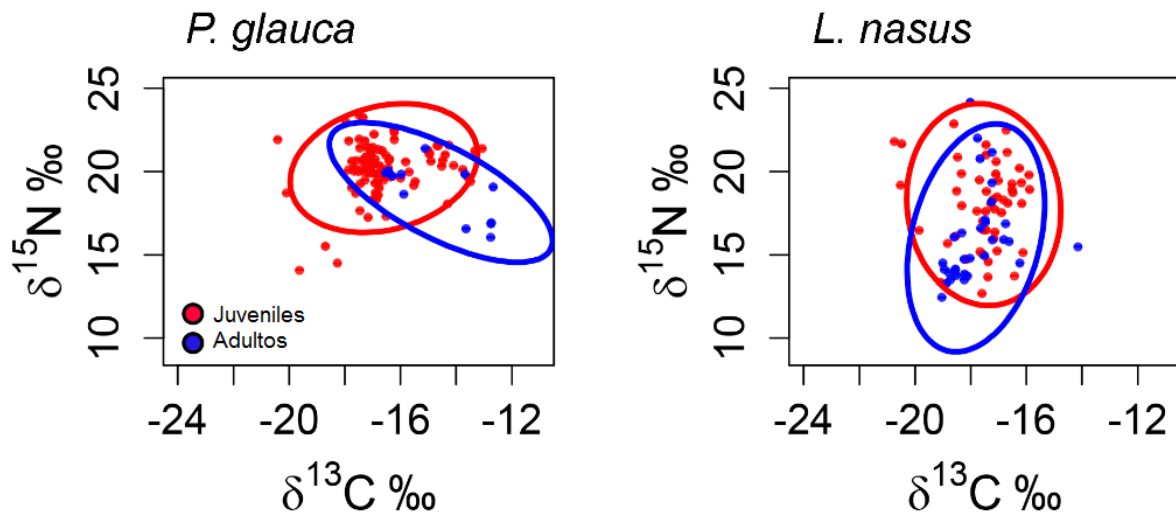 P. glauca
L. nasus
δ¹⁵N ‰
25
20
15
10
Juveniles
Adultos
-24
-20
-16
-12
δ¹³C ‰
δ¹⁵N ‰
25
20
15
10
-24
-20
-16
-12
δ¹³C ‰